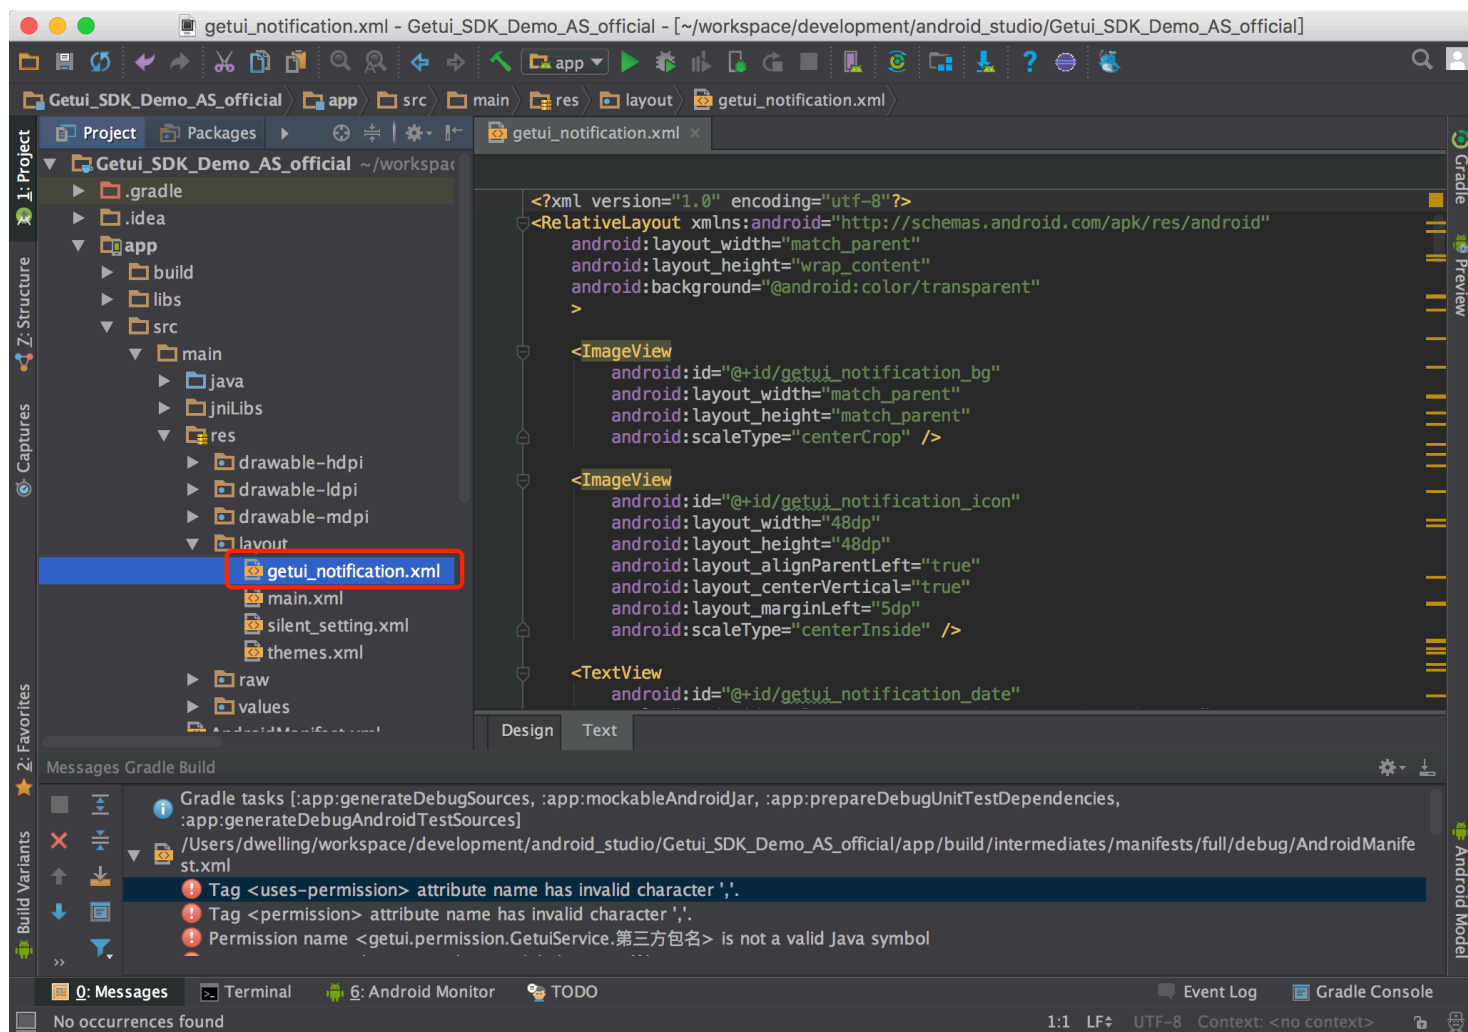 getui_notification.xml - Getui_SDK_Demo_AS_official - [~/workspace/development/android_studio/Getui_SDK_Demo_AS_official]
app
Getui_SDK_Demo_AS_official app src main res layout getui_notification.xml
Project Packages
getui_notification.xml
1: Project
Z: Structure
Captures
2: Favorites
Build Variants
Getui_SDK_Demo_AS_official ~/workspac
.gradle
.idea
app
build
libs
src
main
java
jniLibs
res
drawable-hdpi
drawable-ldpi
drawable-mdpi
layout
getui_notification.xml
main.xml
silent_setting.xml
themes.xml
raw
values
AndroidManifest.xml
<?xml version="1.0" encoding="utf-8"?>
<RelativeLayout xmlns:android="http://schemas.android.com/apk/res/android"
android:layout_width="match_parent"
android:layout_height="wrap_content"
android:background="@android:color/transparent"
>
<ImageView
android:id="@+id/getui_notification_bg"
android:layout_width="match_parent"
android:layout_height="match_parent"
android:scaleType="centerCrop" />
<ImageView
android:id="@+id/getui_notification_icon"
android:layout_width="48dp"
android:layout_height="48dp"
android:layout_alignParentLeft="true"
android:layout_centerVertical="true"
android:layout_marginLeft="5dp"
android:scaleType="centerInside" />
<TextView
android:id="@+id/getui_notification_date"
Design Text
Gradle
Preview
Android Model
Messages Gradle Build
Gradle tasks [:app:generateDebugSources, :app:mockableAndroidJar, :app:prepareDebugUnitTestDependencies,
:app:generateDebugAndroidTestSources]
/Users/dwelling/workspace/development/android_studio/Getui_SDK_Demo_AS_official/app/build/intermediates/manifests/full/debug/AndroidManife
st.xml
Tag <uses-permission> attribute name has invalid character ','.
Tag <permission> attribute name has invalid character ','.
Permission name <getui.permission.GetuiService.第三方包名> is not a valid Java symbol
0: Messages Terminal 6: Android Monitor TODO Event Log Gradle Console
No occurrences found 1:1 LF UTF-8 Context: <no context>